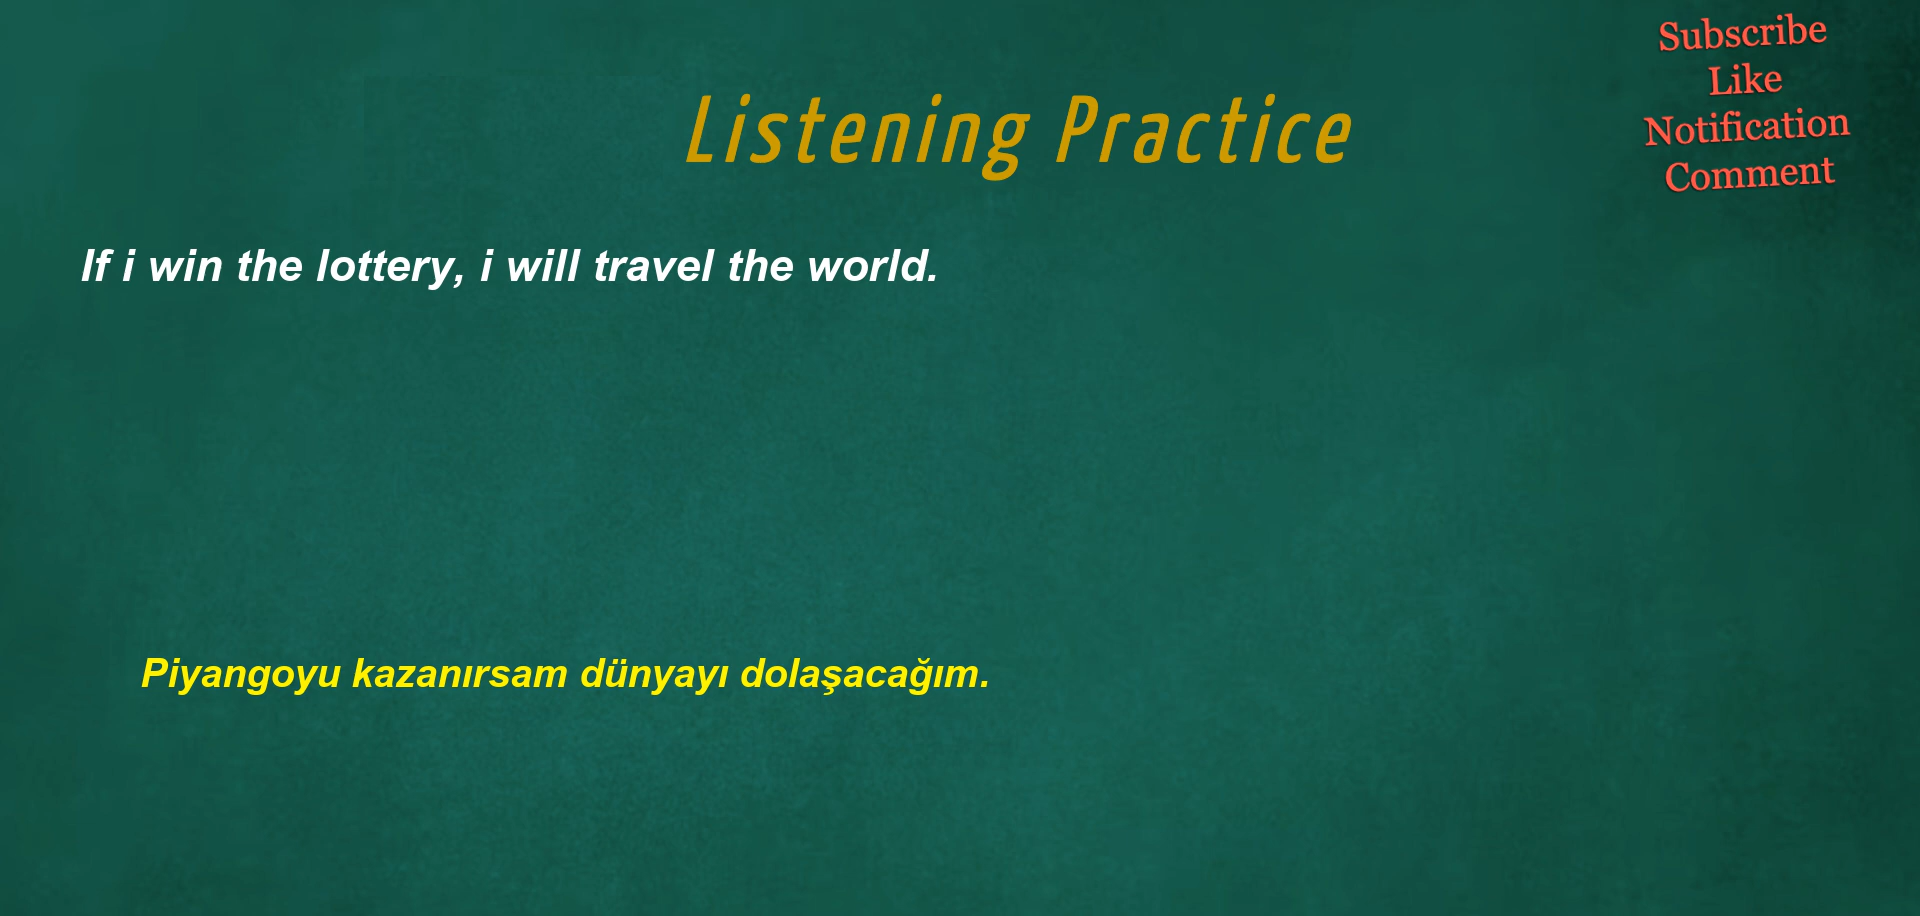 Subscribe
Like
Notification
Comment
Listening Practice
If i win the lottery, i will travel the world.
Piyangoyu kazanırsam dünyayı dolaşacağım.